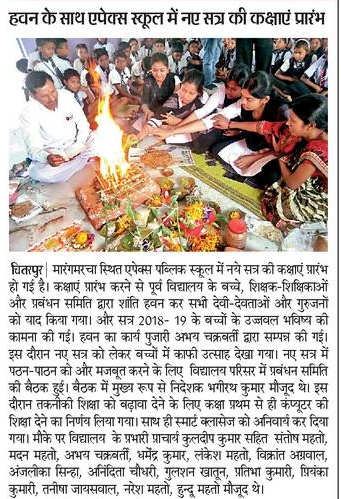 हवन के साथ एपेक्स स्कूल में नए सत्र की कक्षाएं प्रारंभ
चितरपुर | मारंगमरचा स्थित एपेक्स पब्लिक स्कूल में नये सत्र की कक्षाएं प्रारंभ
हो गई है। कक्षाएं प्रारंभ करने से पूर्व विद्यालय के बच्चे, शिक्षक-शिक्षिकाओं
और प्रबंधन समिति द्वारा शांति हवन कर सभी देवी-देवताओं और गुरुजनों
को याद किया गया। और सत्र 2018- 19 के बच्चों के उज्जवल भविष्य की
कामना की गई। हवन का कार्य पुजारी अभय चक्रवर्ती द्वारा सम्पन्न की गई।
इस दौरान नए सत्र को लेकर बच्चों में काफी उत्साह देखा गया। नए सत्र में
पठन-पाठन को और मजबूत करने के लिए विद्यालय परिसर में प्रबंधन समिति
की बैठक हुई। बैठक में मुख्य रूप से निदेशक भगीरथ कुमार मौजूद थे। इस
दौरान तकनीकी शिक्षा को बढ़ावा देने के लिए कक्षा प्रथम से ही कंप्यूटर की
शिक्षा देने का निर्णय लिया गया। साथ ही स्मार्ट क्लासेज को अनिवार्य कर दिया
गया। मौके पर विद्यालय के प्रभारी प्राचार्य कुलदीप कुमार सहित संतोष महतो,
मदन महतो, अभय चक्रवर्ती, धर्मेंद्र कुमार, लंकेश महतो, विक्रांत अग्रवाल,
अंजलीका सिन्हा, अनिंदिता चौधरी, गुलशन खातून, प्रतिभा कुमारी, प्रियंका
कुमारी, तनीषा जायसवाल, नरेश महतो, हुन्दू महतो मौजूद थे।